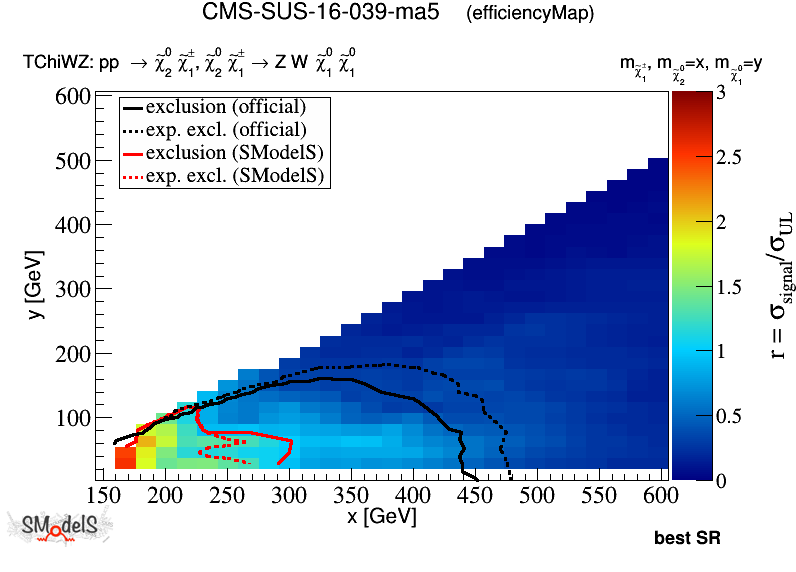 CMS-SUS-16-039-ma5 (efficiencyMap)
TChiWZ: pp → χ̃₂⁰ χ̃₁±, χ̃₂⁰ χ̃₁± → Z W χ̃₁⁰ χ̃₁⁰
m_χ̃₁±, m_χ̃₂⁰=x, m_χ̃₁⁰=y
exclusion (official)
exp. excl. (official)
exclusion (SModelS)
exp. excl. (SModelS)
600
500
400
300
200
100
y [GeV]
150 200 250 300 350 400 450 500 550 600
x [GeV]
3
2.5
2
1.5
1
0.5
0
r = σ_signal/σ_UL
SModelS
best SR